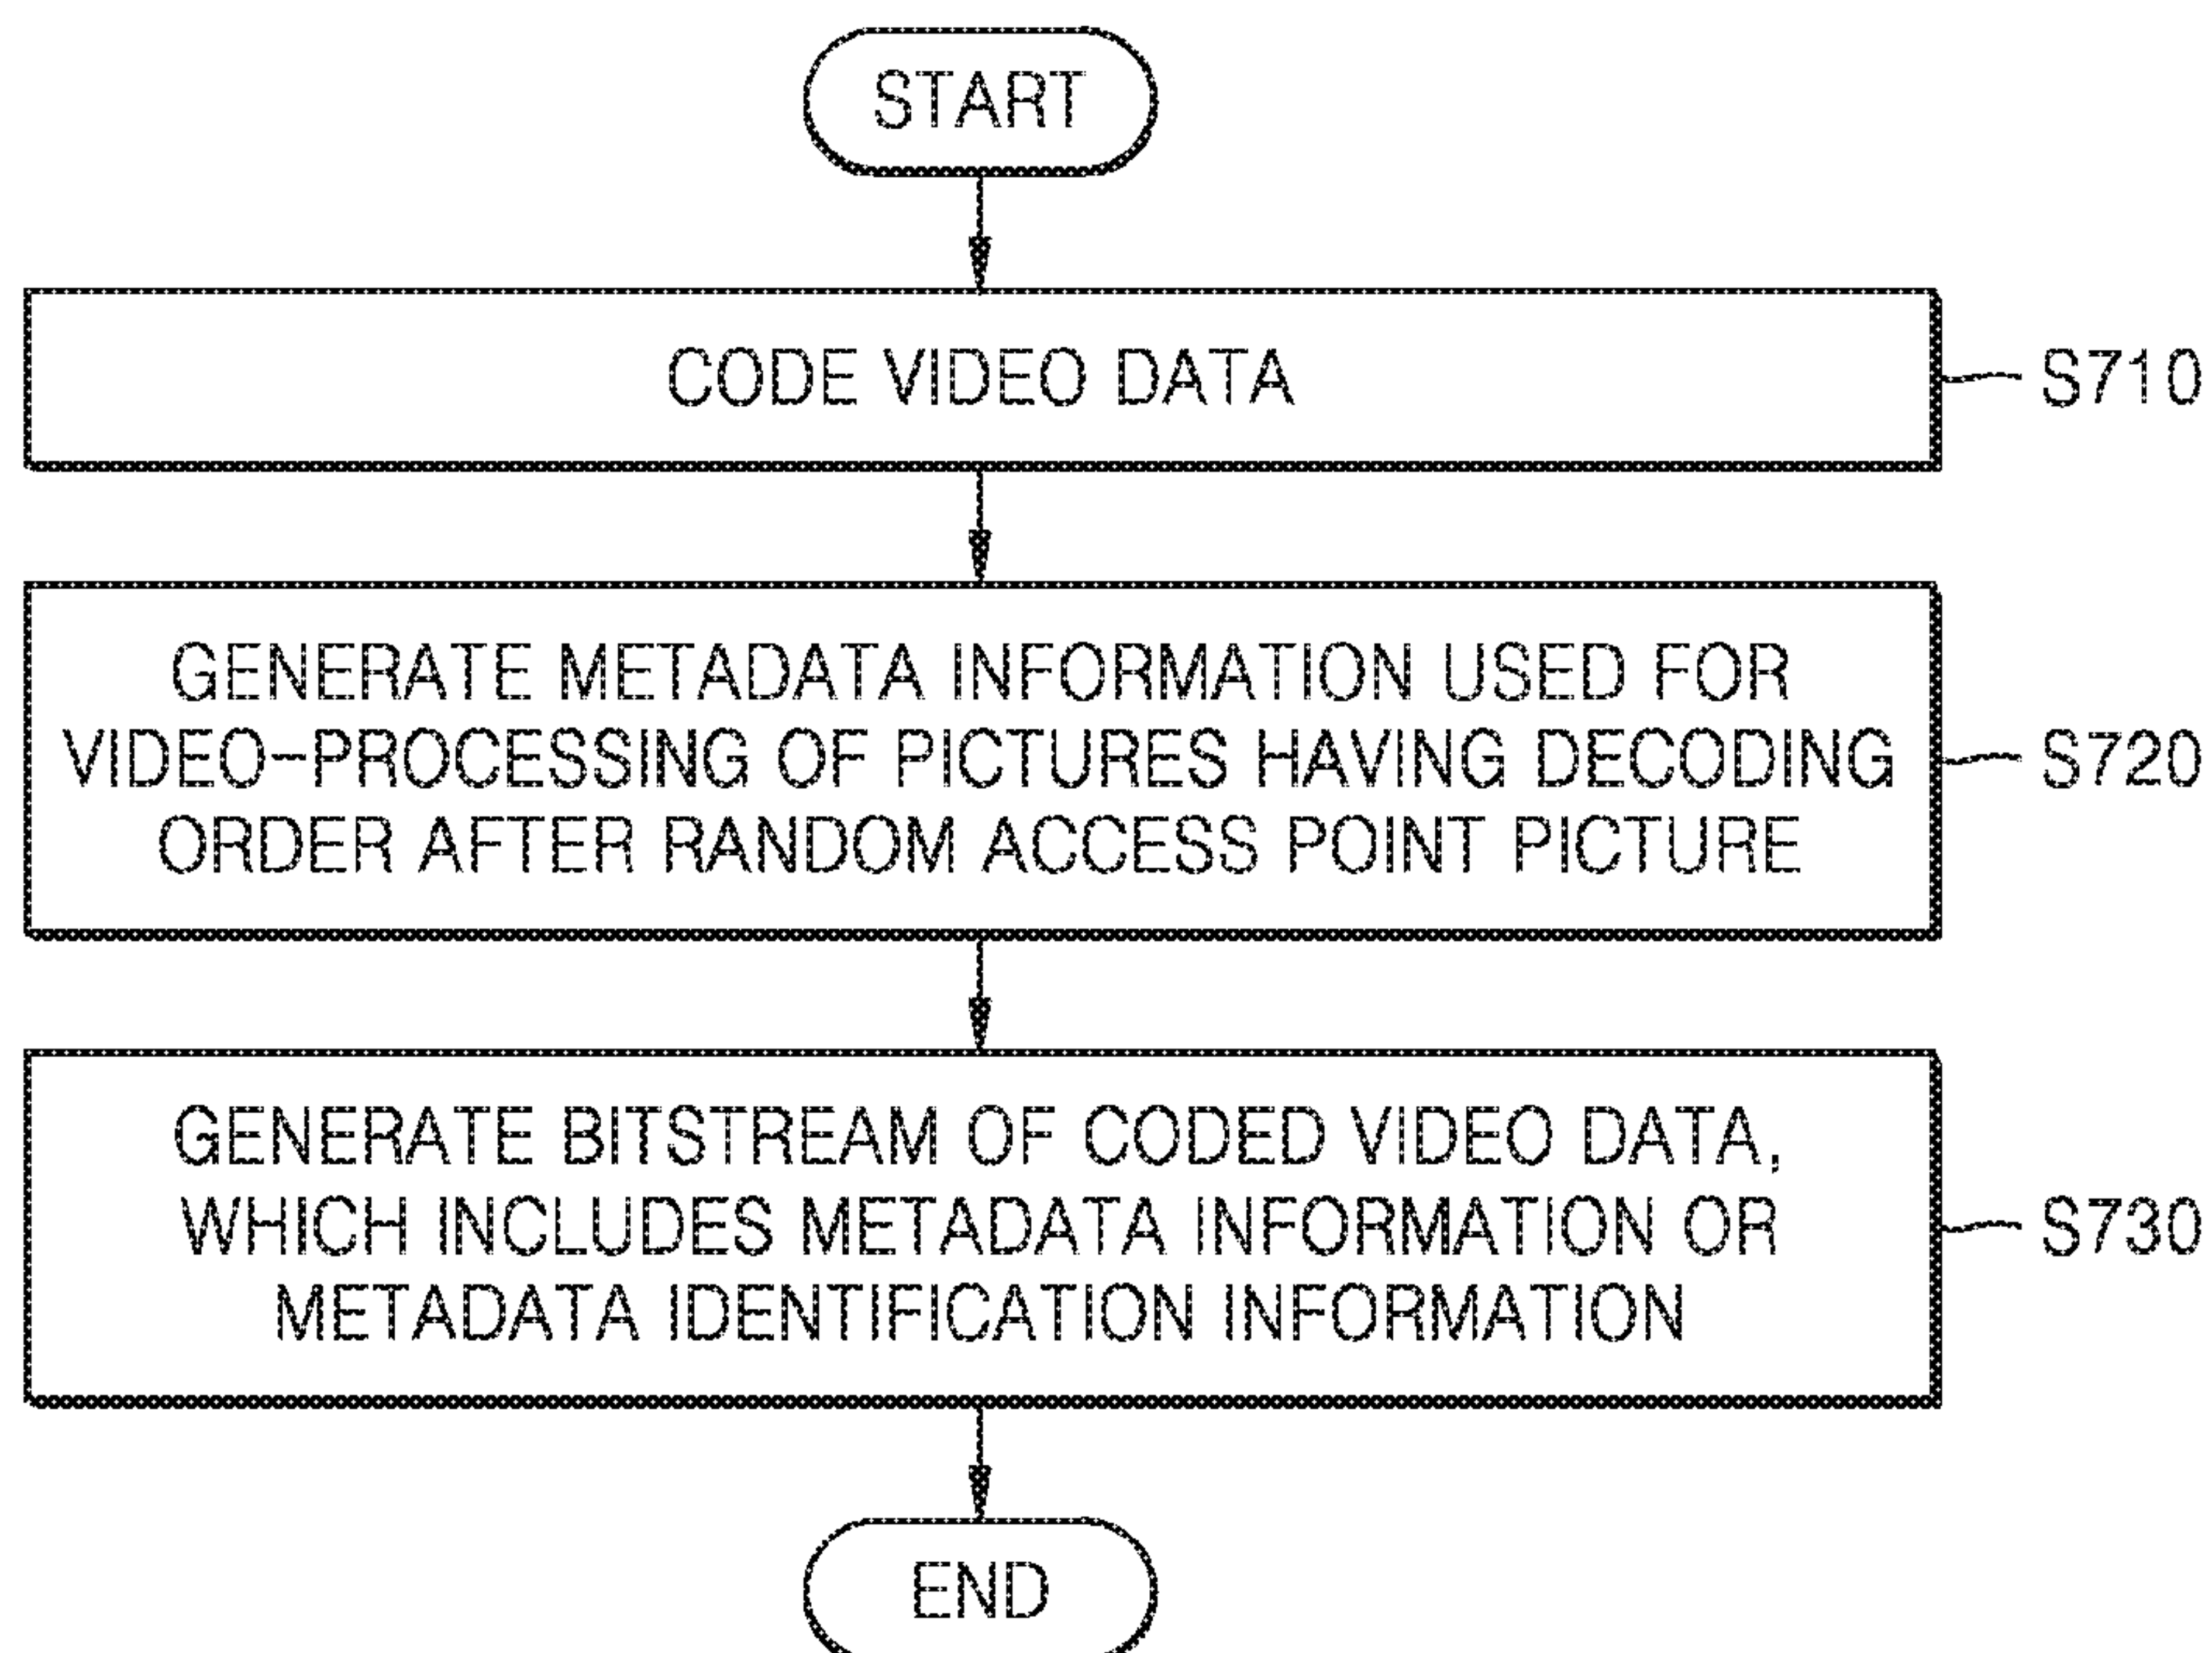 START
CODE VIDEO DATA
S710
GENERATE METADATA INFORMATION USED FOR
VIDEO-PROCESSING OF PICTURES HAVING DECODING
ORDER AFTER RANDOM ACCESS POINT PICTURE
S720
GENERATE BITSTREAM OF CODED VIDEO DATA,
WHICH INCLUDES METADATA INFORMATION OR
METADATA IDENTIFICATION INFORMATION
S730
END